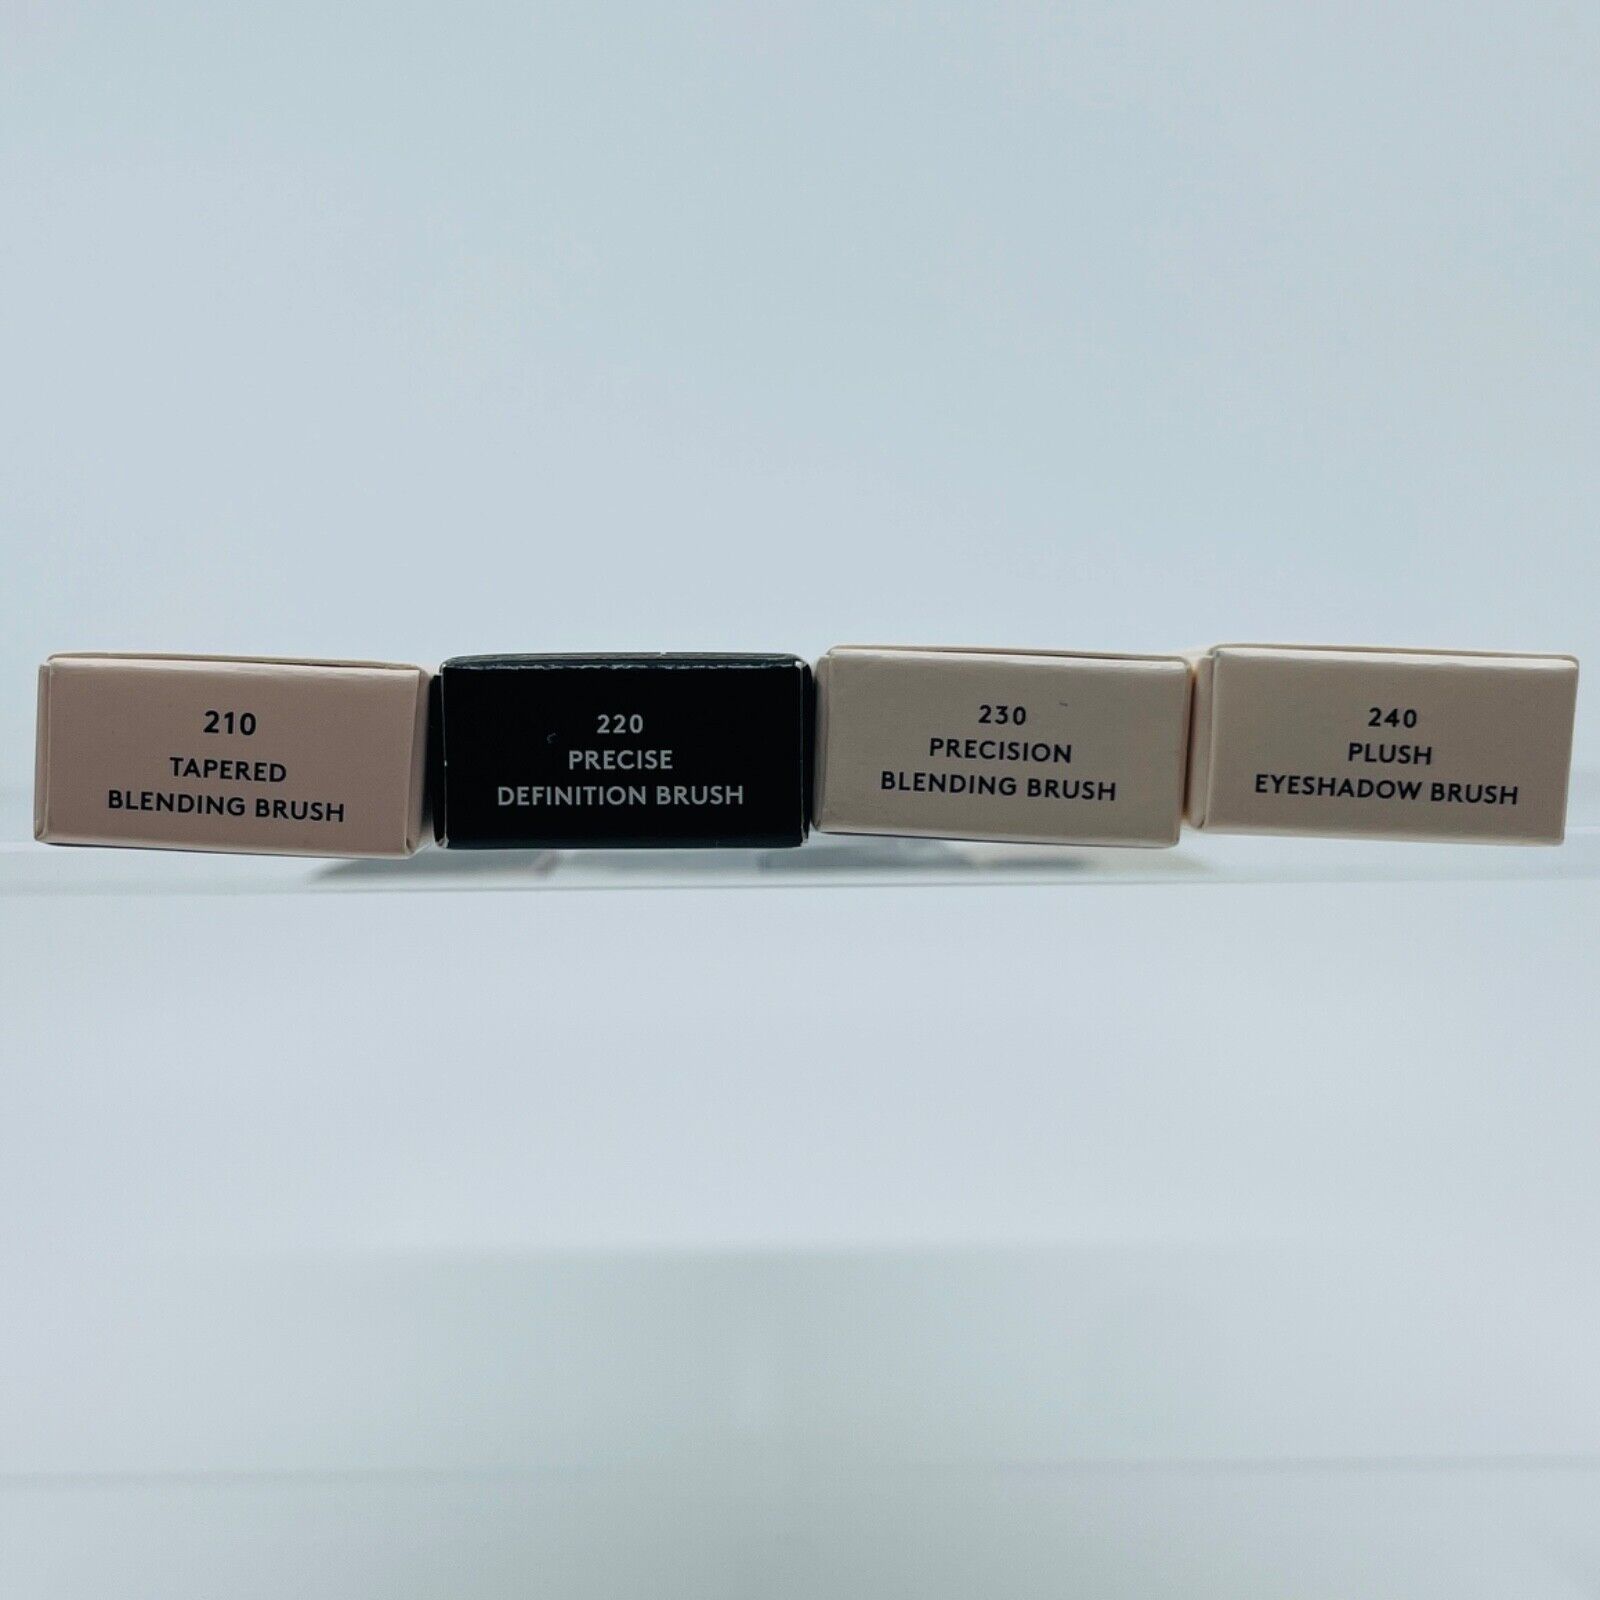 210
TAPERED
BLENDING BRUSH
220
PRECISE
DEFINITION BRUSH
230
PRECISION
BLENDING BRUSH
240
PLUSH
EYESHADOW BRUSH